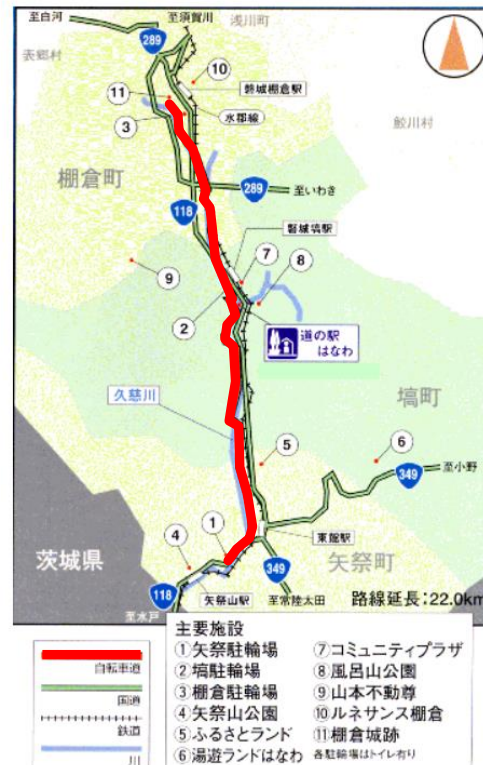 至白河
至須賀川
浅川町
289
表郷村
⑩
磐城棚倉駅
⑪
水郡線
③
鮫川村
棚倉町
289
至いわき
118
磐城塙駅
⑦
⑧
⑨
②
道の駅
はなわ
久慈川
塙町
⑤
⑥
349
至小野
①
東館駅
④
茨城県
矢祭町
118
349
矢祭山駅
至常陸太田
路線延長:22.0km
至水戸
自転車道
国道
鉄道
川
主要施設
①矢祭駐輪場
②塙駐輪場
③棚倉駐輪場
④矢祭山公園
⑤ふるさとランド
⑥湯遊ランドはなわ
⑦コミュニティプラザ
⑧風呂山公園
⑨山本不動尊
⑩ルネサンス棚倉
⑪棚倉城跡
各駐輪場はトイレ有り